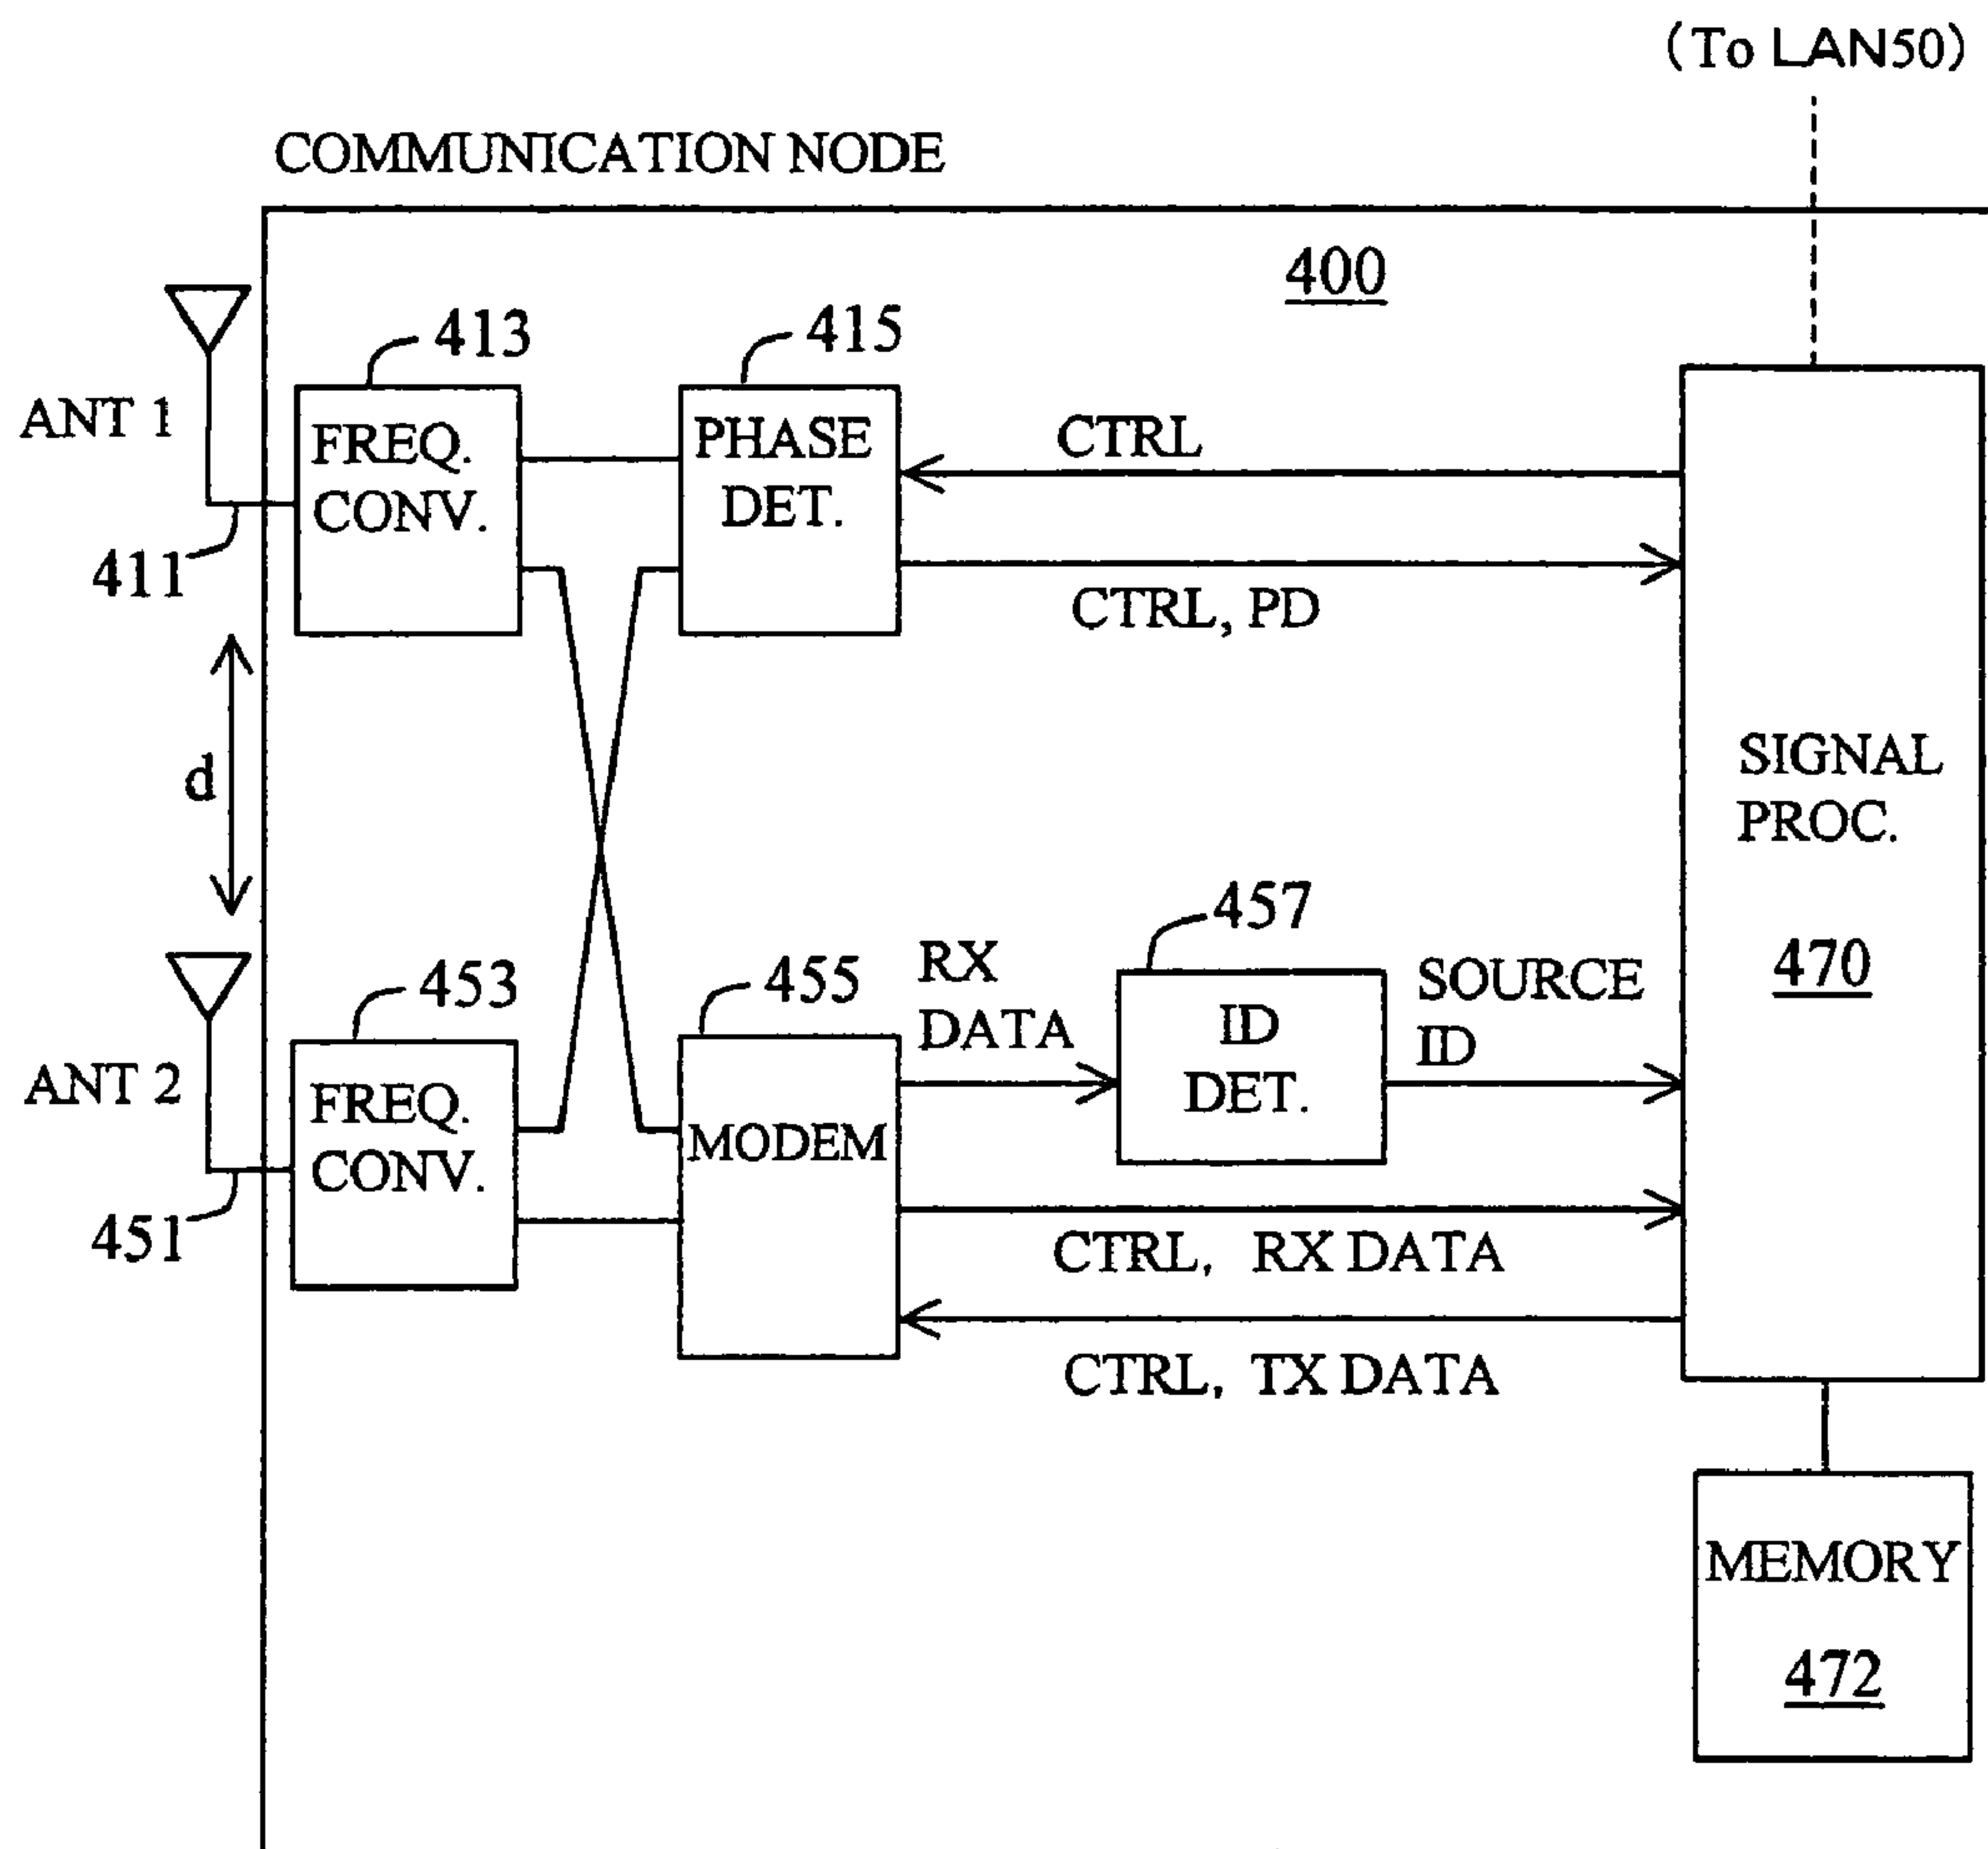 (To LAN50)
COMMUNICATION NODE
400
413
415
ANT 1
FREQ.
CONV.
PHASE
DET.
CTRL
411
CTRL, PD
d
SIGNAL
PROC.
470
457
453
455
RX
DATA
ID
DET.
SOURCE
ID
ANT 2
FREQ.
CONV.
MODEM
451
CTRL, RX DATA
CTRL, TX DATA
MEMORY
472